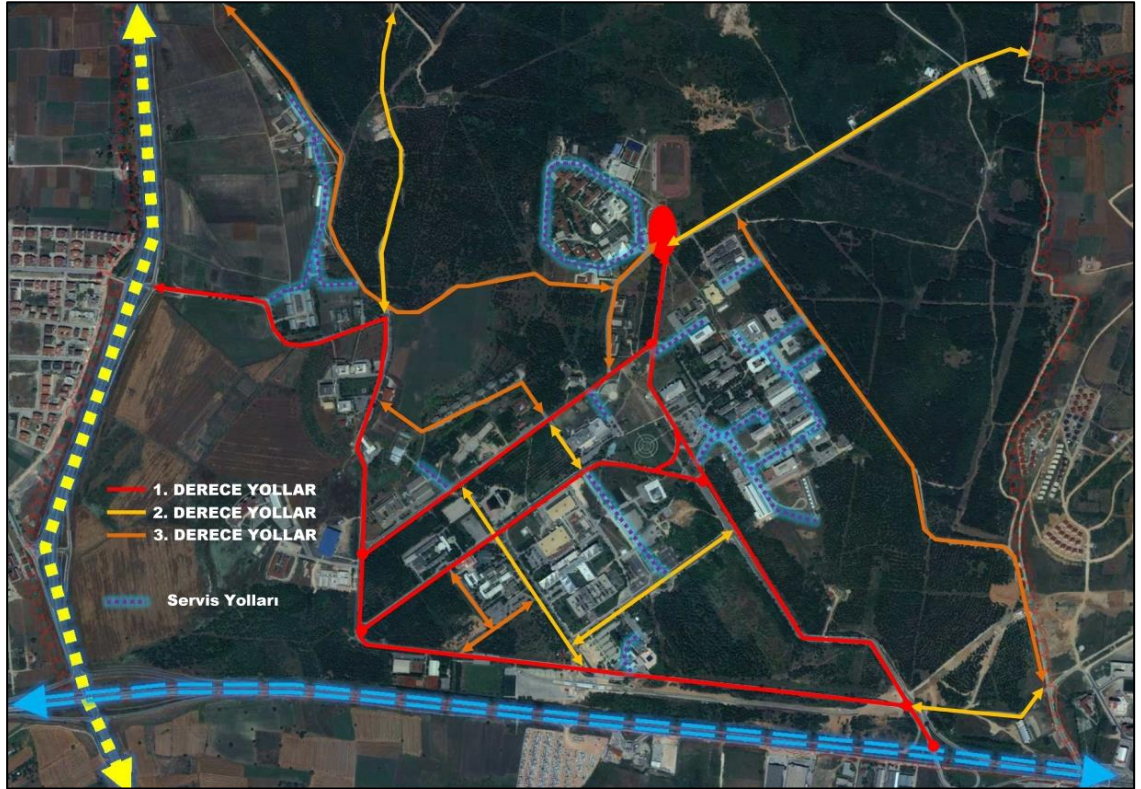 1. DERECE YOLLAR
2. DERECE YOLLAR
3. DERECE YOLLAR
Servis Yolları